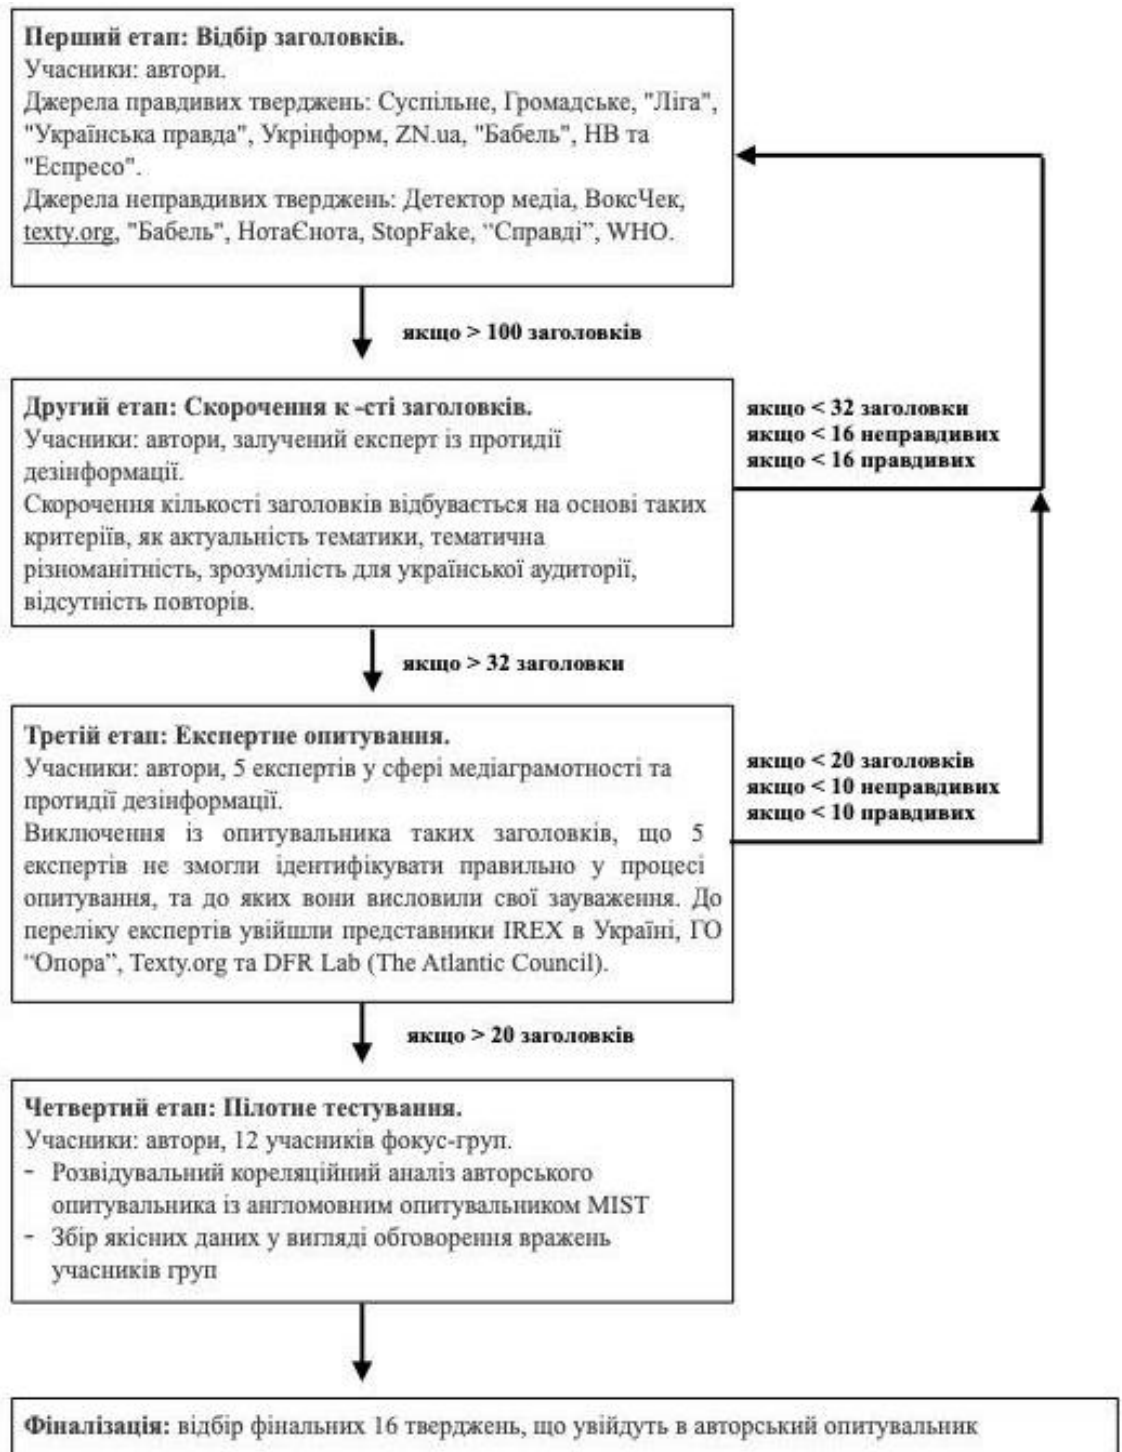 Перший етап: Відбір заголовків.
Учасники: автори.
Джерела правдивих тверджень: Суспільне, Громадське, "Ліга",
"Українська правда", Укрінформ, ZN.ua, "Бабель", НВ та
"Еспресо".
Джерела неправдивих тверджень: Детектор медіа, ВоксЧек,
texty.org, "Бабель", НотаЄнота, StopFake, “Справді”, WHO.
якщо > 100 заголовків
Другий етап: Скорочення к -сті заголовків.
Учасники: автори, залучений експерт із протидії
дезінформації.
Скорочення кількості заголовків відбувається на основі таких
критеріїв, як актуальність тематики, тематична
різноманітність, зрозумілість для української аудиторії,
відсутність повторів.
якщо < 32 заголовки
якщо < 16 неправдивих
якщо < 16 правдивих
якщо > 32 заголовки
Третій етап: Експертне опитування.
Учасники: автори, 5 експертів у сфері медіаграмотності та
протидії дезінформації.
Виключення із опитувальника таких заголовків, що 5
експертів не змогли ідентифікувати правильно у процесі
опитування, та до яких вони висловили свої зауваження. До
переліку експертів увійшли представники IREX в Україні, ГО
“Опора”, Texty.org та DFR Lab (The Atlantic Council).
якщо < 20 заголовків
якщо < 10 неправдивих
якщо < 10 правдивих
якщо > 20 заголовків
Четвертий етап: Пілотне тестування.
Учасники: автори, 12 учасників фокус-груп.
- Розвідувальний кореляційний аналіз авторського
опитувальника із англомовним опитувальником MIST
- Збір якісних даних у вигляді обговорення вражень
учасників груп
Фіналізація: відбір фінальних 16 тверджень, що увійдуть в авторський опитувальник